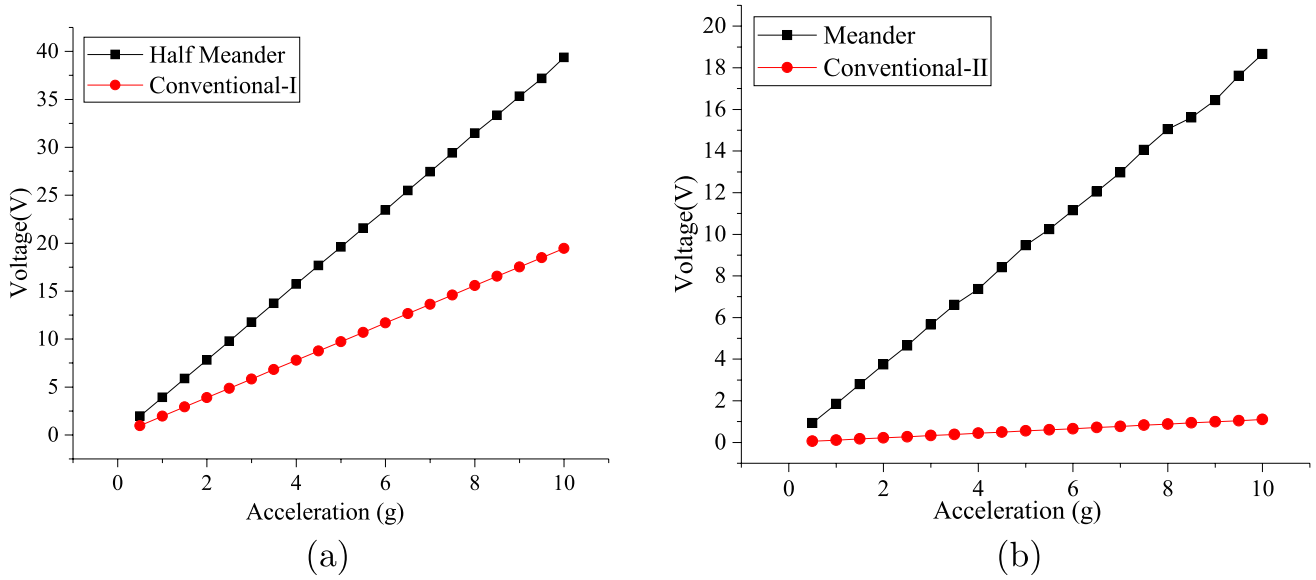 Half Meander
Conventional-I
40
35
30
25
20
15
10
5
0
Voltage(V)
0 2 4 6 8 10
Acceleration (g)
(a)
Meander
Conventional-II
20
18
16
14
12
10
8
6
4
2
0
Voltage(V)
0 2 4 6 8 10
Acceleration (g)
(b)